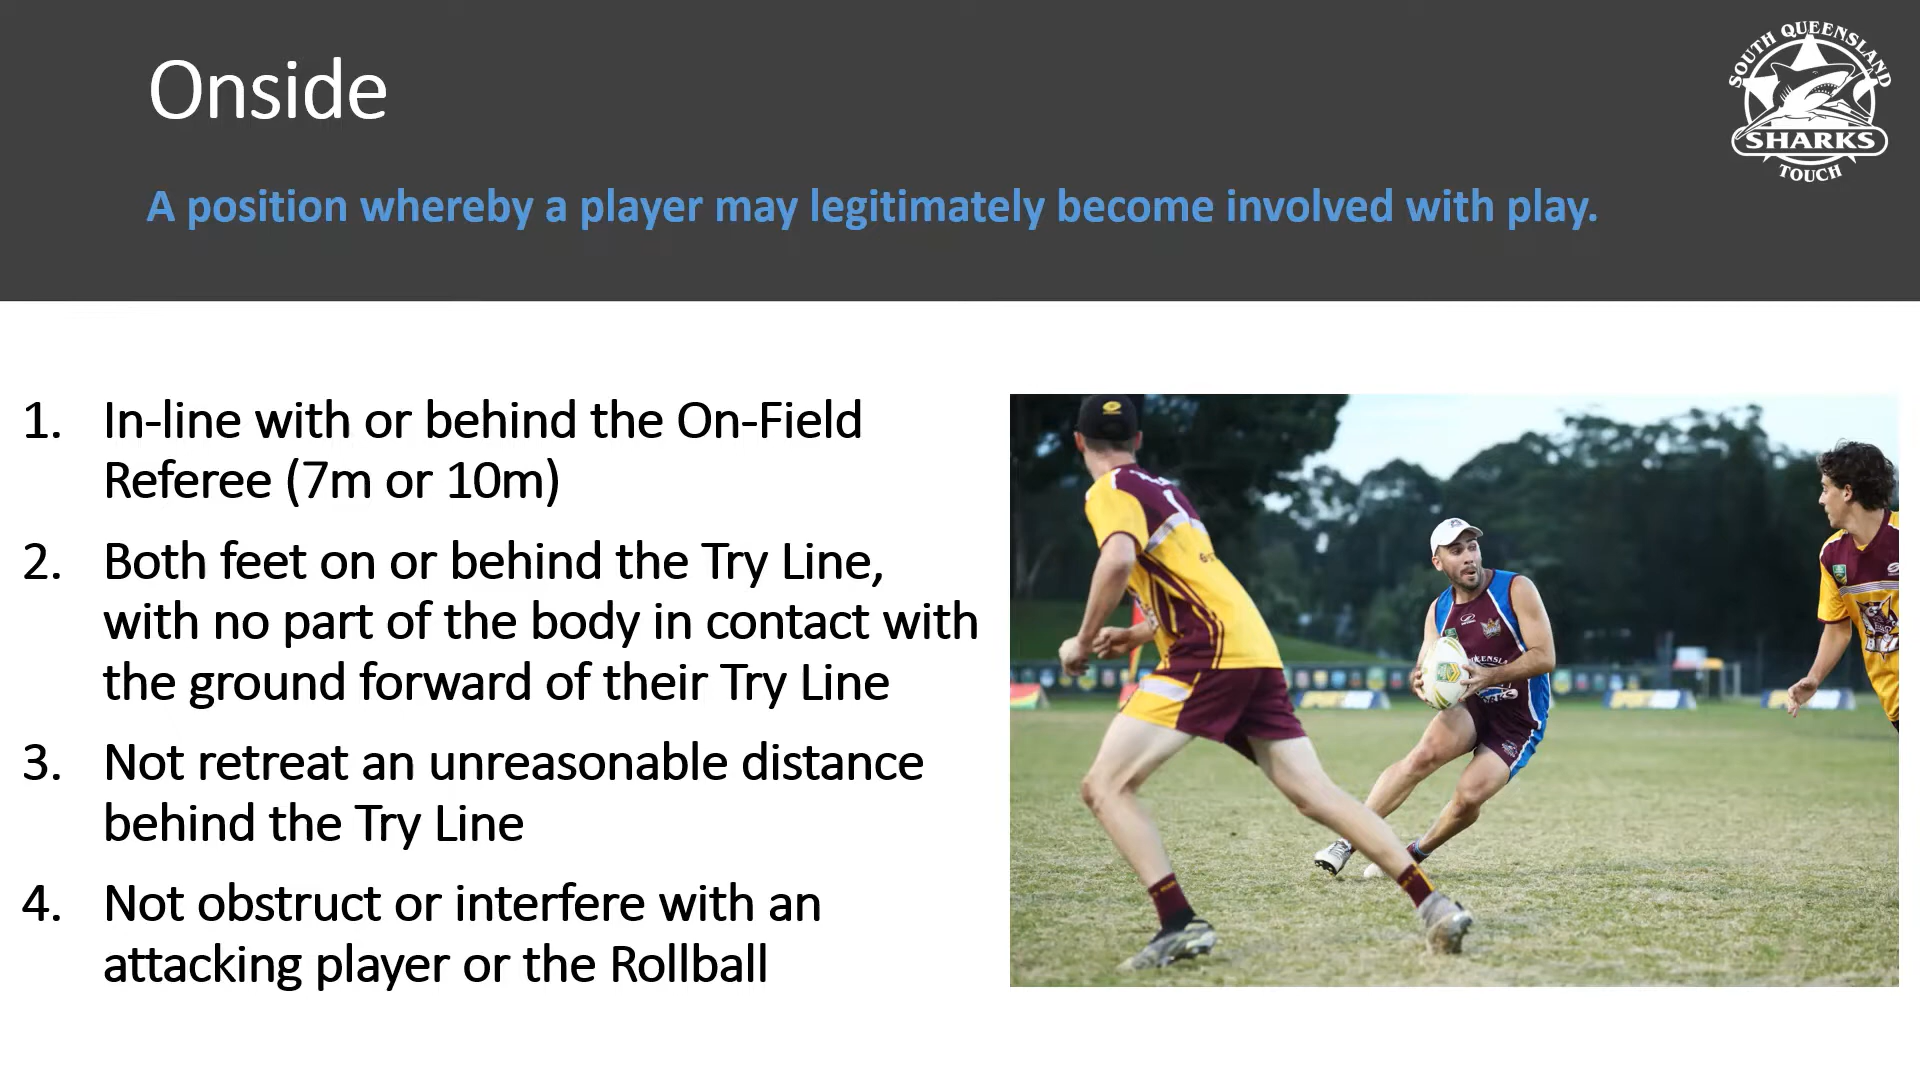 Onside
SOUTH QUEENSLAND
SHARKS
TOUCH
A position whereby a player may legitimately become involved with play.
1. In-line with or behind the On-Field
Referee (7m or 10m)
2. Both feet on or behind the Try Line,
with no part of the body in contact with
the ground forward of their Try Line
3. Not retreat an unreasonable distance
behind the Try Line
4. Not obstruct or interfere with an
attacking player or the Rollball